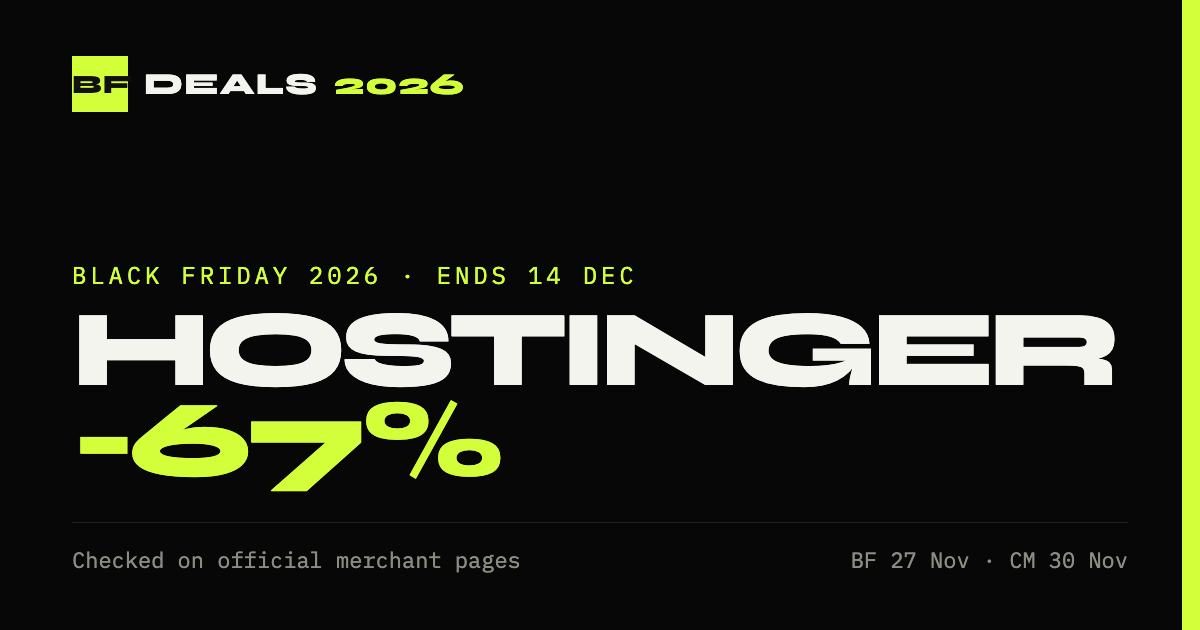 BF DEALS 2026
BLACK FRIDAY 2026 · ENDS 14 DEC
HOSTINGER
-67%
Checked on official merchant pages
BF 27 Nov · CM 30 Nov